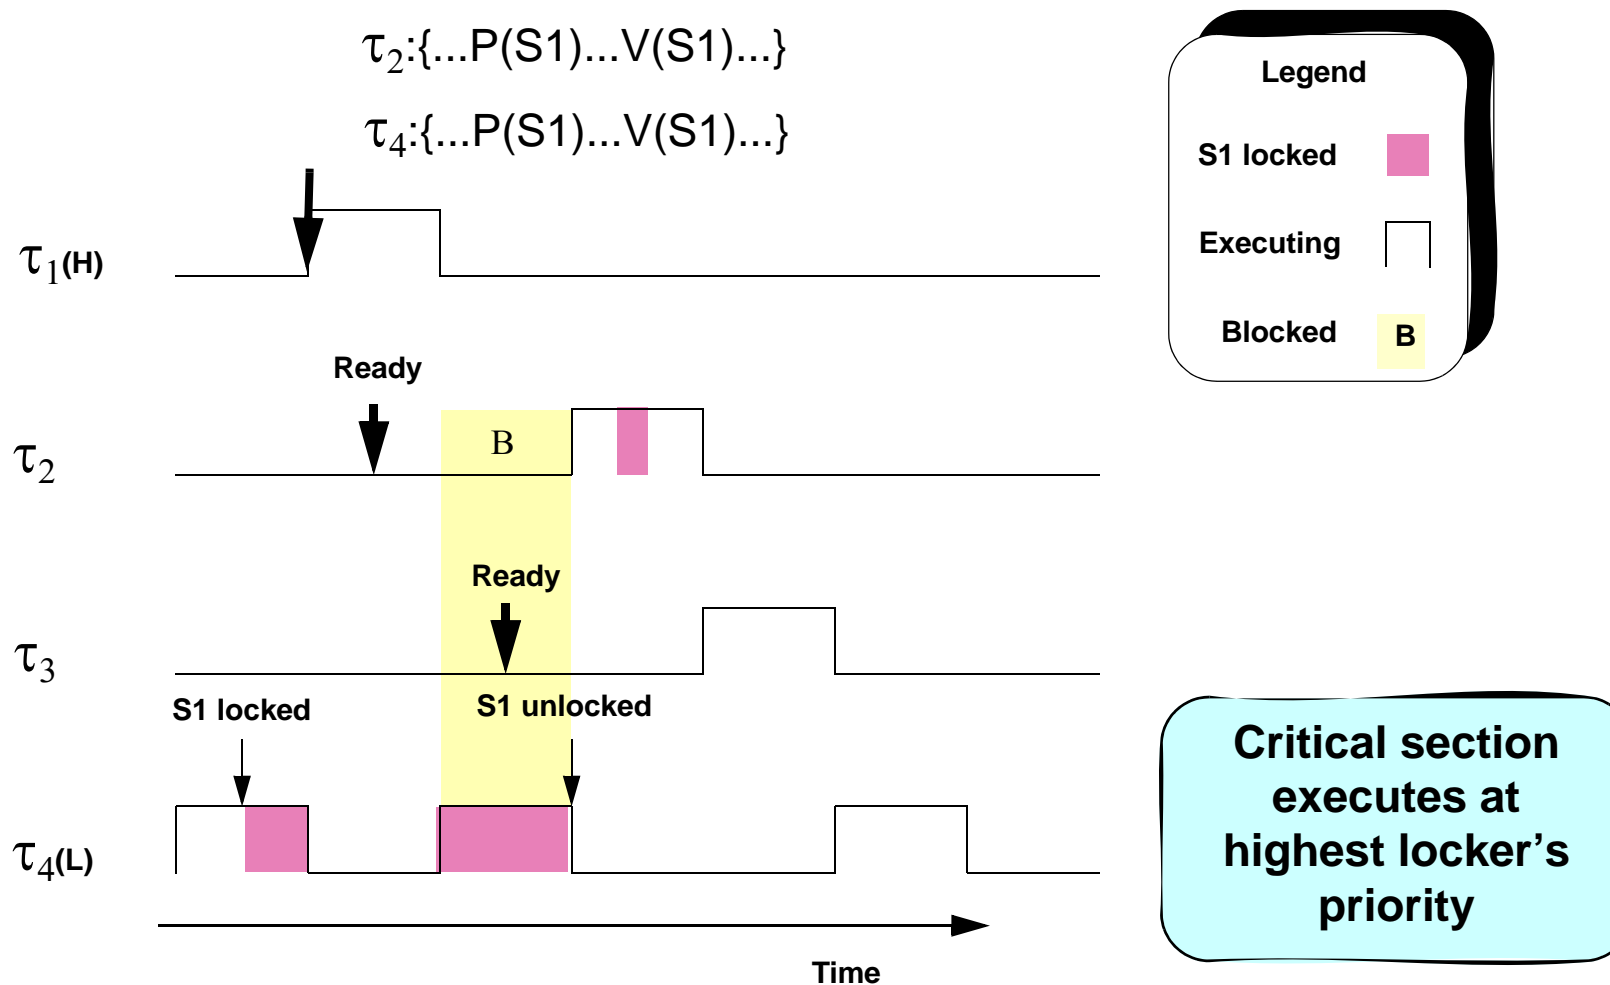 τ2:{...P(S1)...V(S1)...}
τ4:{...P(S1)...V(S1)...}
Legend
S1 locked
Executing
Blocked B
τ1(H)
Ready
τ2
B
Ready
τ3
S1 locked
S1 unlocked
τ4(L)
Time
Critical section
executes at
highest locker’s
priority